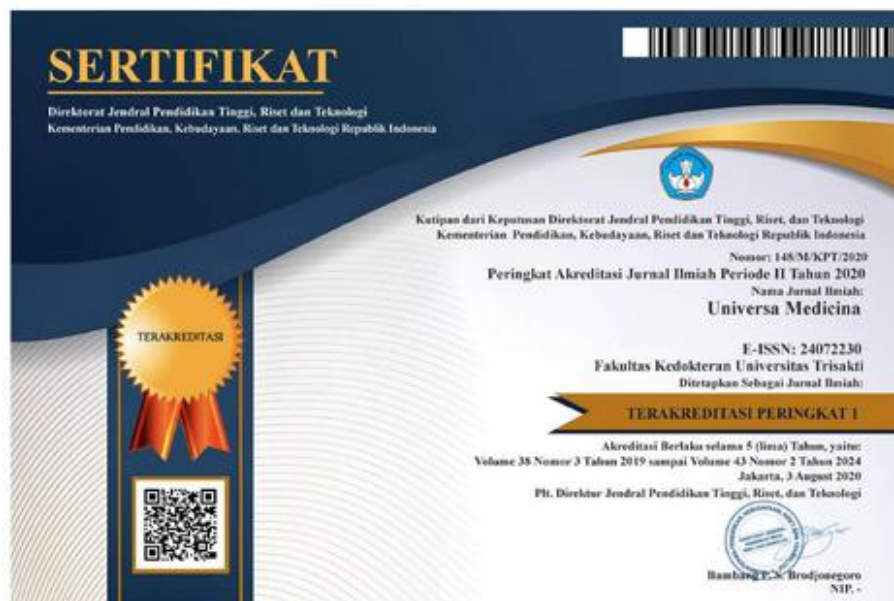 SERTIFIKAT
Direktorat Jendral Pendidikan Tinggi, Riset dan Teknologi
Kementerian Pendidikan, Kebudayaan, Riset dan Teknologi Republik Indonesia
Kutipan dari Keputusan Direktorat Jendral Pendidikan Tinggi, Riset, dan Teknologi
Kementerian Pendidikan, Kebudayaan, Riset dan Teknologi Republik Indonesia
Nomor: 148/M/KPT/2020
Peringkat Akreditasi Jurnal Ilmiah Periode II Tahun 2020
Nama Jurnal Ilmiah:
Universa Medicina
E-ISSN: 24072230
Fakultas Kedokteran Universitas Trisakti
Ditetapkan Sebagai Jurnal Ilmiah:
TERAKREDITASI PERINGKAT 1
Akreditasi Berlaku selama 5 (lima) Tahun, yaitu:
Volume 38 Nomor 3 Tahun 2019 sampai Volume 43 Nomor 2 Tahun 2024
Jakarta, 3 August 2020
Plt. Direktur Jendral Pendidikan Tinggi, Riset, dan Teknologi
Bambang P. S. Brodjonegoro
NIP. -
TERAKREDITASI